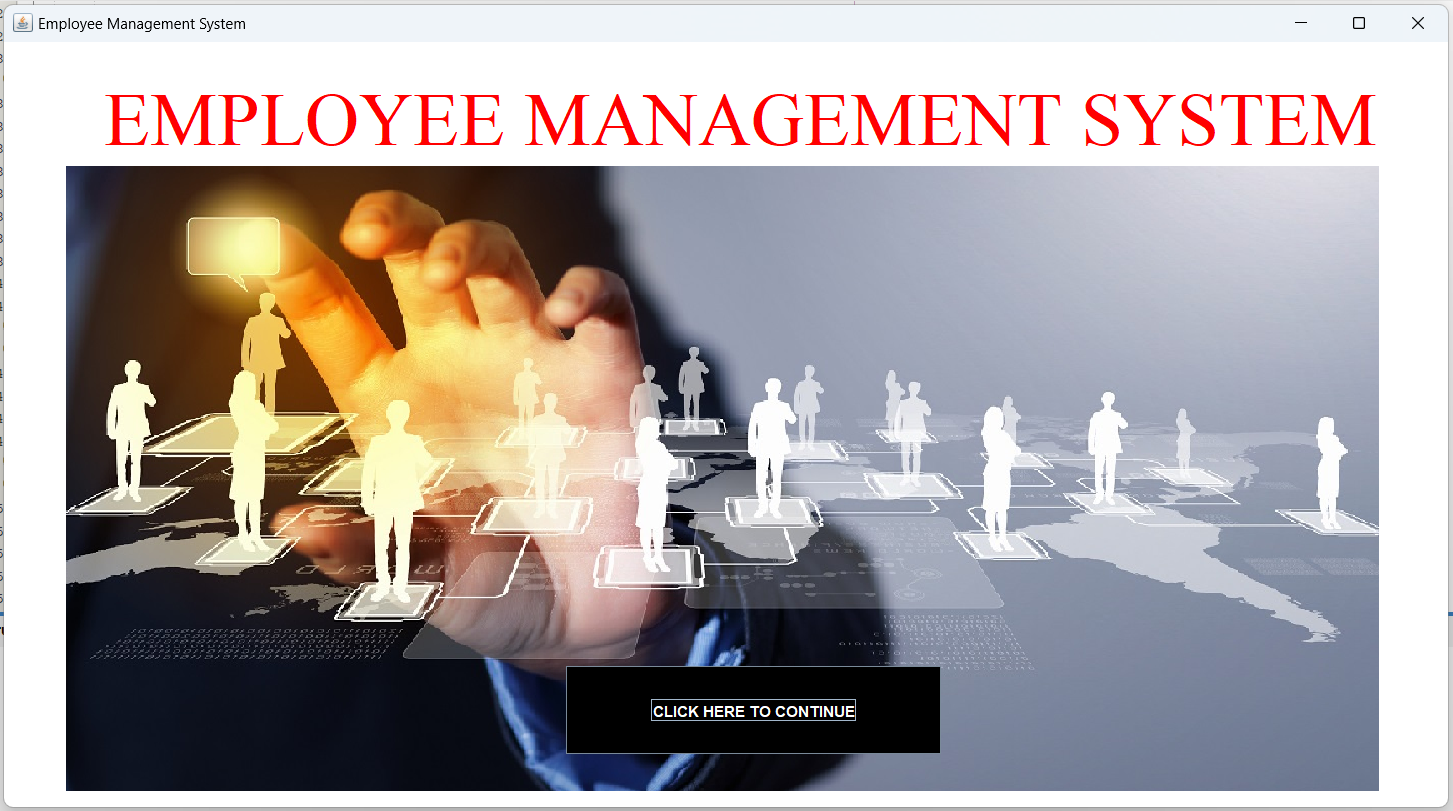 Employee Management System
EMPLOYEE MANAGEMENT SYSTEM
CLICK HERE TO CONTINUE